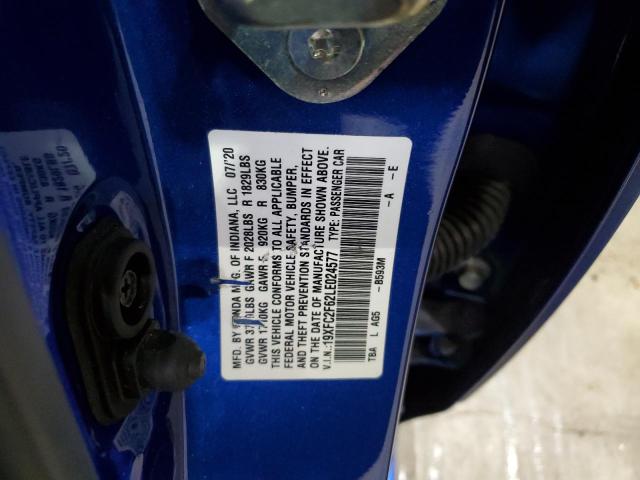 MFD. BY HONDA MFG. OF INDIANA, LLC 07/'20
GVWR LBS GAWR F 2028LBS R 1829LBS
GVWR KG GAWR F 920KG R 830KG
THIS VEHICLE CONFORMS TO ALL APPLICABLE
FEDERAL MOTOR VEHICLE SAFETY, BUMPER,
AND THEFT PREVENTION STANDARDS IN EFFECT
ON THE DATE OF MANUFACTURE SHOWN ABOVE.
V.I.N.:19XFC2F62LE024577 TYPE: PASSENGER CAR
TBA L AG5 -B593M -A -E